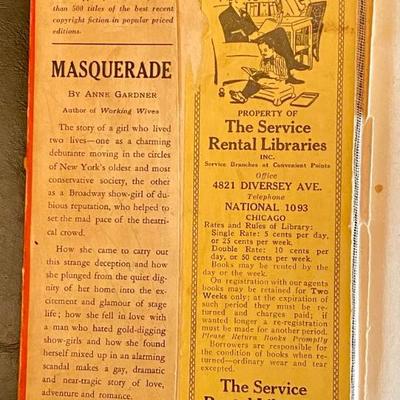 than 500 titles of the best recent
copyright fiction in popular priced
editions.
MASQUERADE
BY ANNE GARDNER
Author of Working Wives
The story of a girl who lived
two lives—one as a charming
debutante moving in the circles
of New York's oldest and most
conservative society, the other
as a Broadway show-girl of du-
bious reputation, who helped to
set the mad pace of the theatri-
cal crowd.
How she came to carry out
this strange deception, and how
she plunged from the quiet dig-
nity of her home into the ex-
citement and glamour of stage
life; how she fell in love with
a man who hated gold-digging
show-girls and how she found
herself mixed up in an alarming
scandal makes a gay, dramatic
and near-tragic story of love,
adventure and romance.
PROPERTY OF
The Service
Rental Libraries
INC.
Service Branches at Convenient Points
Office
4821 DIVERSEY AVE.
Telephone
NATIONAL 1093
CHICAGO
Rates and Rules of Library:
Single Rate: 5 cents per day,
or 25 cents per week.
Double Rate: 10 cents per
day, or 50 cents per week.
Books may be rented by the
day or the week.
On registration with our agents
books may be retained for Two
Weeks only; at the expiration of
such period they must be re-
turned and charges paid; if
wanted longer a re-registration
must be made for another period.
Please Return Books Promptly
Borrowers are responsible for
the condition of books when re-
turned—ordinary wear and tear
excepted.
The Service